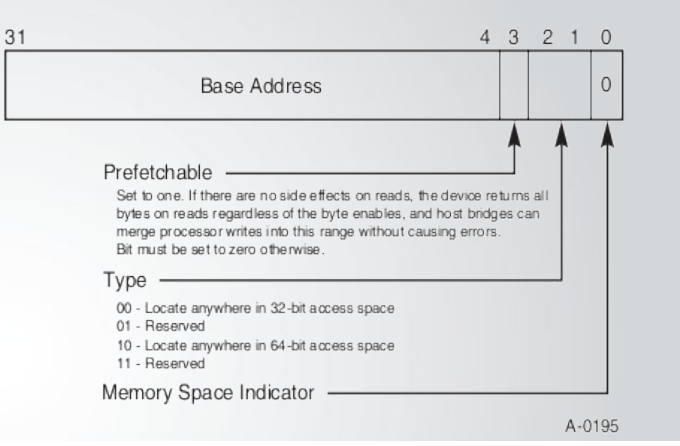 31 4 3 2 1 0
Base Address 0
Prefetchable
Set to one. If there are no side effects on reads, the device returns all
bytes on reads regardless of the byte enables, and host bridges can
merge processor writes into this range without causing errors.
Bit must be set to zero otherwise.
Type
00 - Locate anywhere in 32-bit access space
01 - Reserved
10 - Locate anywhere in 64-bit access space
11 - Reserved
Memory Space Indicator
A-0195